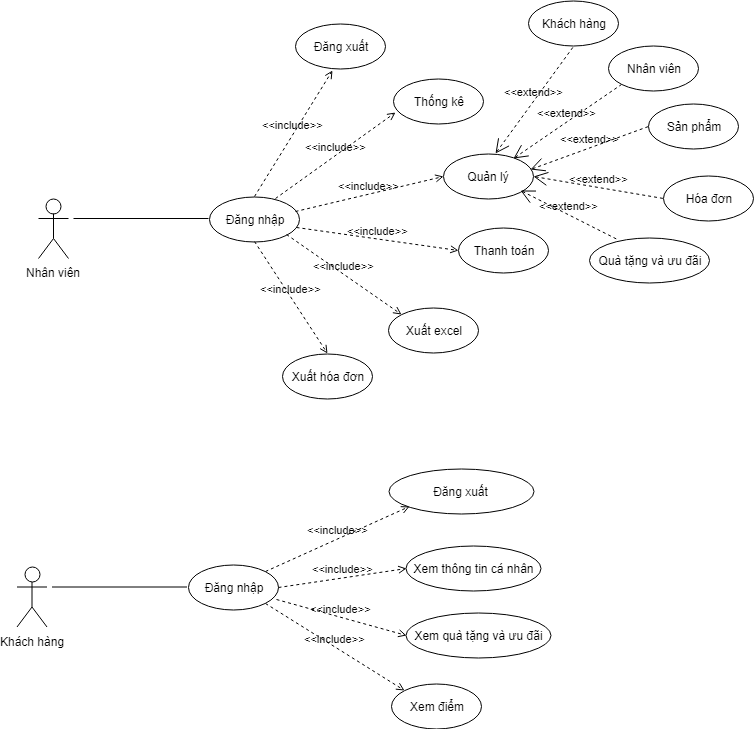 Khách hàng
Đăng xuất
Nhân viên
<<extend>>
Thống kê
<<extend>>
Sản phẩm
<<include>>
<<extend>>
<<include>>
Quản lý
<<extend>>
<<include>>
Hóa đơn
<<extend>>
Đăng nhập
<<include>>
Thanh toán
Quà tặng và ưu đãi
<<include>>
Nhân viên
<<include>>
Xuất excel
Xuất hóa đơn
Đăng xuất
<<include>>
<<include>>
Xem thông tin cá nhân
Đăng nhập
<<include>>
Khách hàng
<<include>>
Xem quà tặng và ưu đãi
Xem điểm